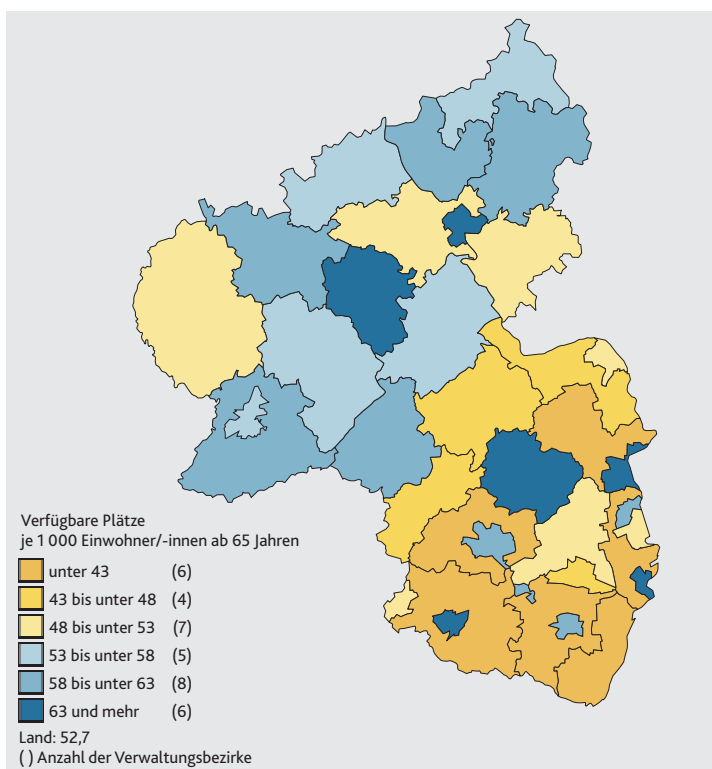 Verfügbare Plätze
je 1 000 Einwohner/-innen ab 65 Jahren
unter 43 (6)
43 bis unter 48 (4)
48 bis unter 53 (7)
53 bis unter 58 (5)
58 bis unter 63 (8)
63 und mehr (6)
Land: 52,7
( ) Anzahl der Verwaltungsbezirke